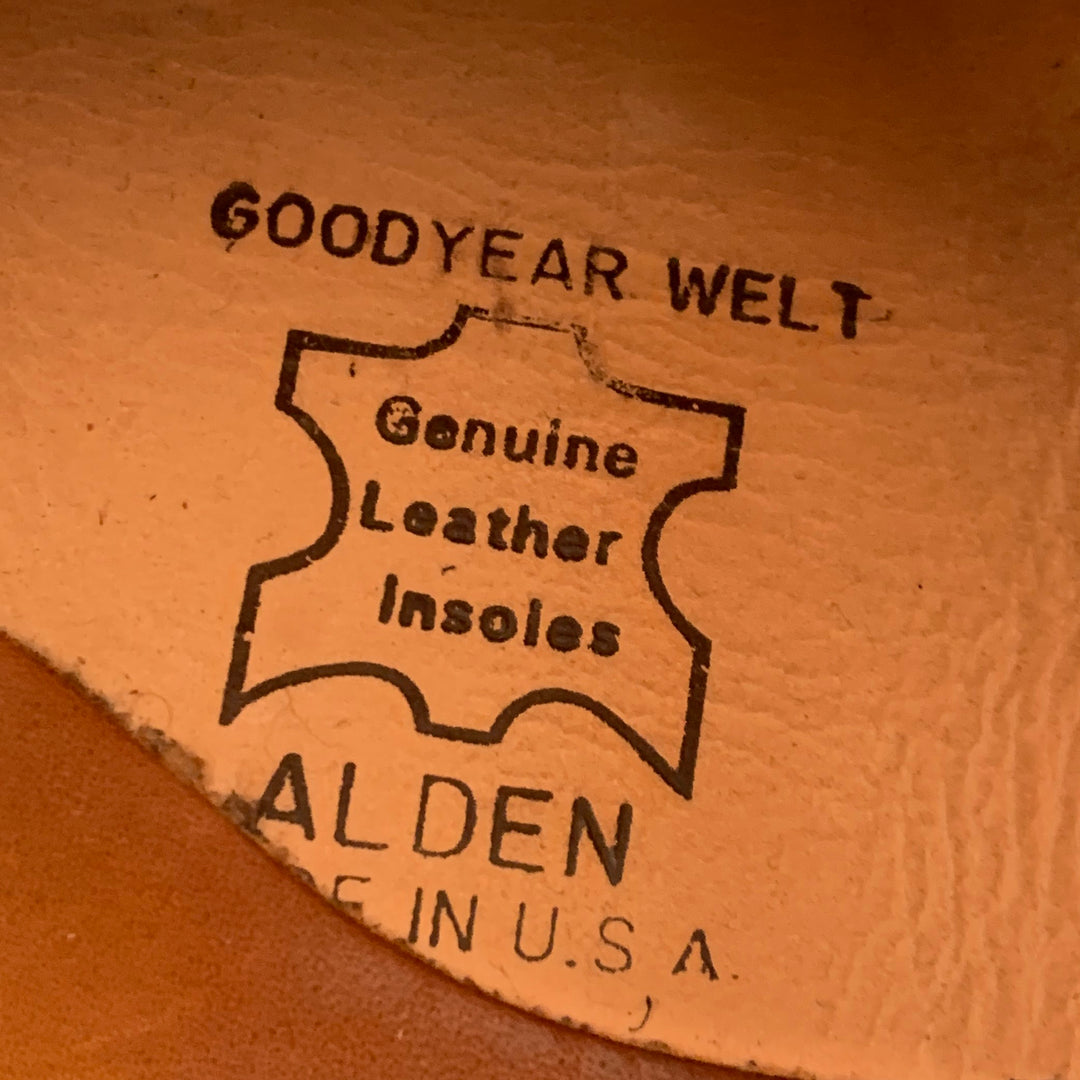 GOODYEAR WELT
Genuine
Leather
Insoles
ALDEN
IN U.S.A.